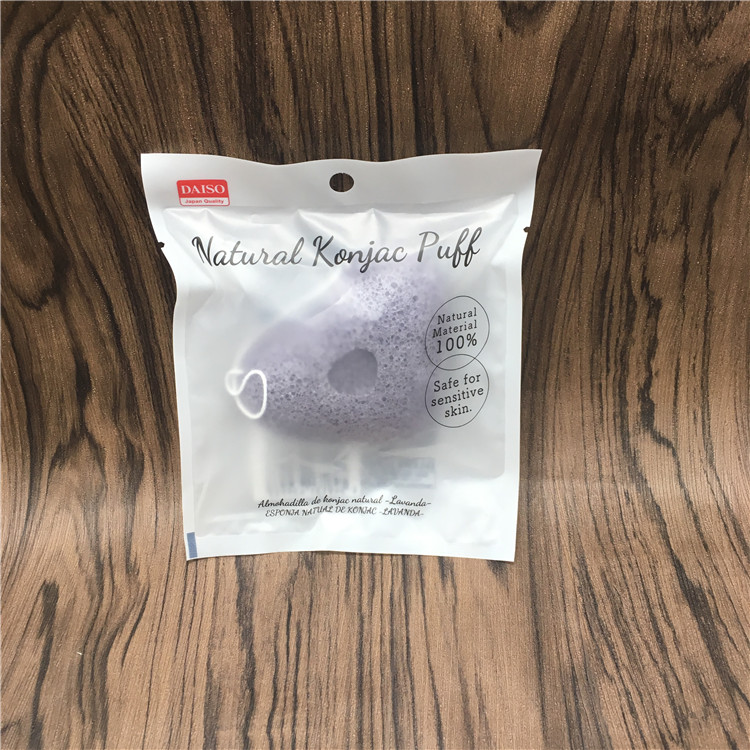 DAISO
Japan Quality
Natural Konjac Puff
Natural
Material
100%
Safe for
sensitive
skin.
Almohadilla de konjac natural -Lavanda-
ESPONJA NATUAL DE KONJAC -LAVANDA-